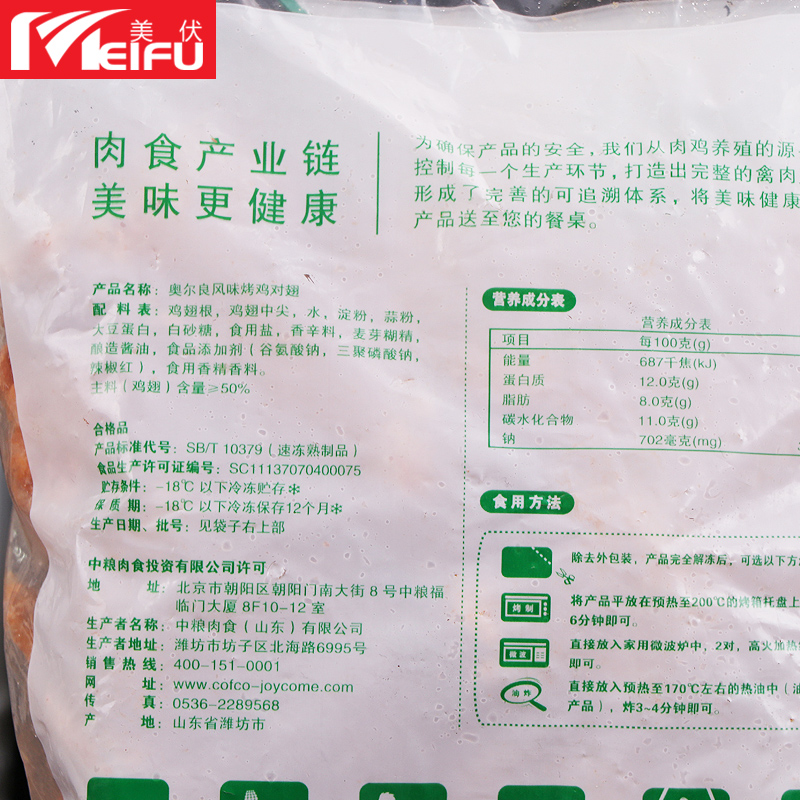 美伏
MEIFU
肉食产业链
美味更健康
为确保产品的安全，我们从肉鸡养殖的源
控制每一个生产环节，打造出完整的禽肉
形成了完善的可追溯体系，将美味健康
产品送至您的餐桌。
产品名称：奥尔良风味烤鸡对翅
配 料 表：鸡翅根，鸡翅中尖，水，淀粉，蒜粉，
大豆蛋白，白砂糖，食用盐，香辛料，麦芽糊精，
酿造酱油，食品添加剂（谷氨酸钠，三聚磷酸钠，
辣椒红），食用香精香料。
主料（鸡翅）含量≥50%
合格品
产品标准代号：SB/T 10379（速冻熟制品）
食品生产许可证编号：SC11137070400075
贮存条件：-18℃以下冷冻贮存❄
保 质 期：-18℃以下冷冻保存12个月❄
生产日期、批号：见袋子右上部
中粮肉食投资有限公司许可
地 址：北京市朝阳区朝阳门南大街8号中粮福
临门大厦 8F10-12 室
生产者名称：中粮肉食（山东）有限公司
生产者地址：潍坊市坊子区北海路6995号
销售热线：400-151-0001
网 址：www.cofco-joycome.com
传 真：0536-2289568
产 地：山东省潍坊市
营养成分表
营养成分表
项目 每100克(g)
能量 687千焦(kJ)
蛋白质 12.0克(g)
脂肪 8.0克(g)
碳水化合物 11.0克(g)
钠 702毫克(mg)
食用方法
除去外包装，产品完全解冻后，可选以下方
烤制
将产品平放在预热至200℃的烤箱托盘上
6分钟即可。
微波
直接放入家用微波炉中，2对，高火加热
即可。
油炸
直接放入预热至170℃左右的热油中（油
产品），炸3~4分钟即可。